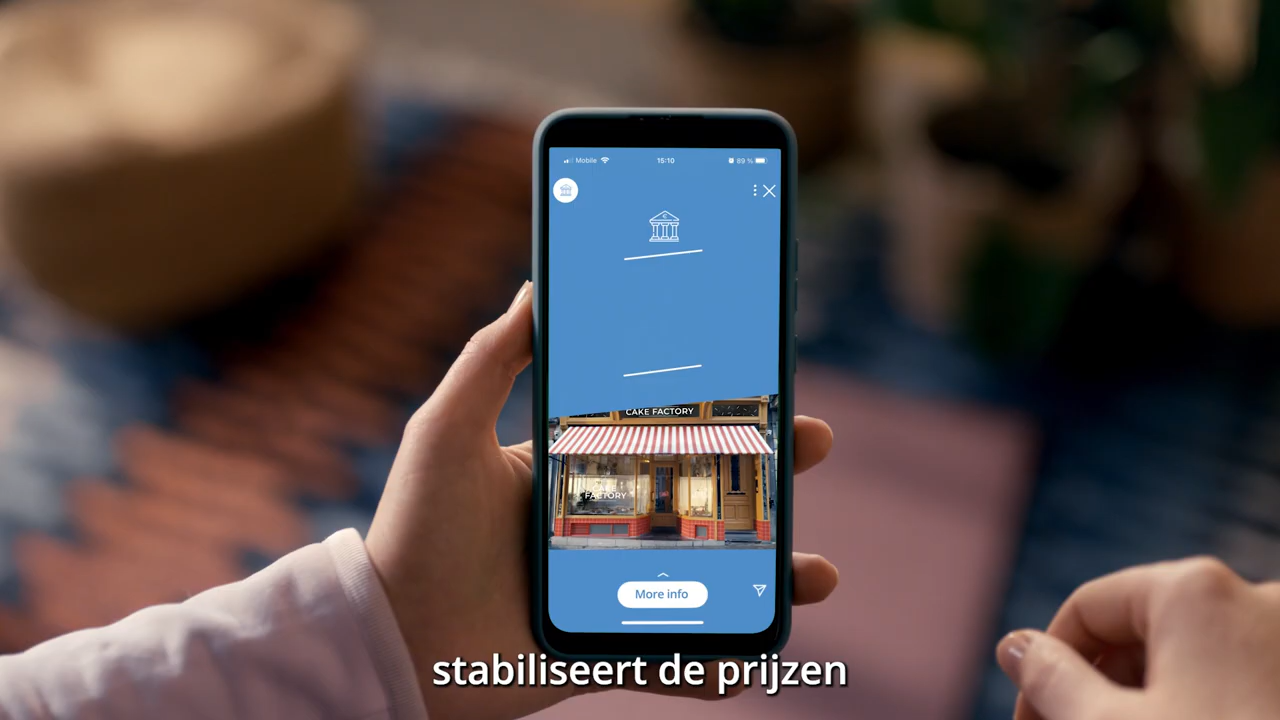 Mobile
15:10
89 %
CAKE FACTORY
CAKE
FACTORY
More info
stabiliseert de prijzen